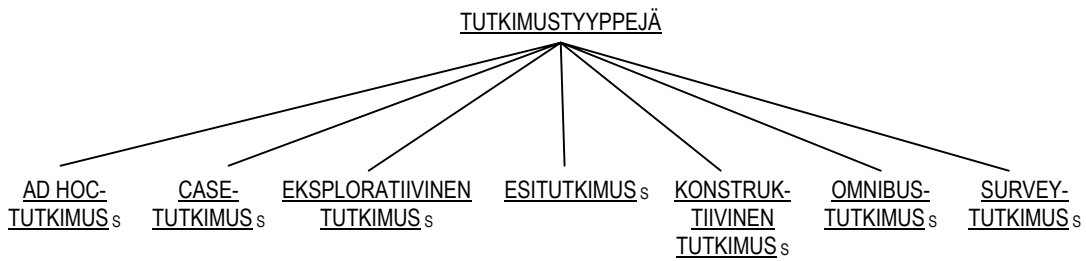 TUTKIMUSTYYPPEJÄ
AD HOC-
TUTKIMUS S
CASE-
TUTKIMUS S
EKSPLORATIIVINEN
TUTKIMUS S
ESITUTKIMUS S
KONSTRUK-
TIIVINEN
TUTKIMUS S
OMNIBUS-
TUTKIMUS S
SURVEY-
TUTKIMUS S